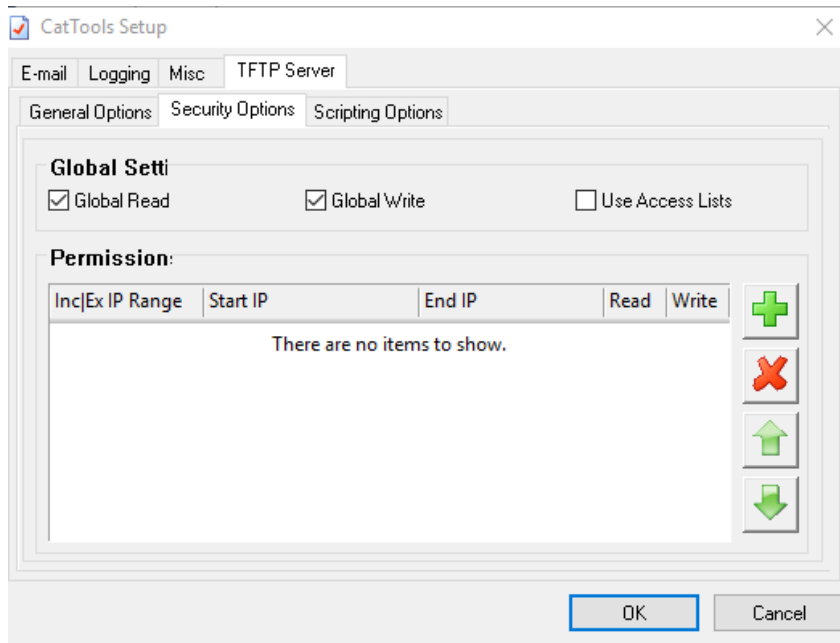 CatTools Setup
E-mail Logging Misc TFTP Server
General Options Security Options Scripting Options
Global Setti
Global Read Global Write Use Access Lists
Permission:
Inc|Ex IP Range Start IP End IP Read Write
There are no items to show.
OK Cancel